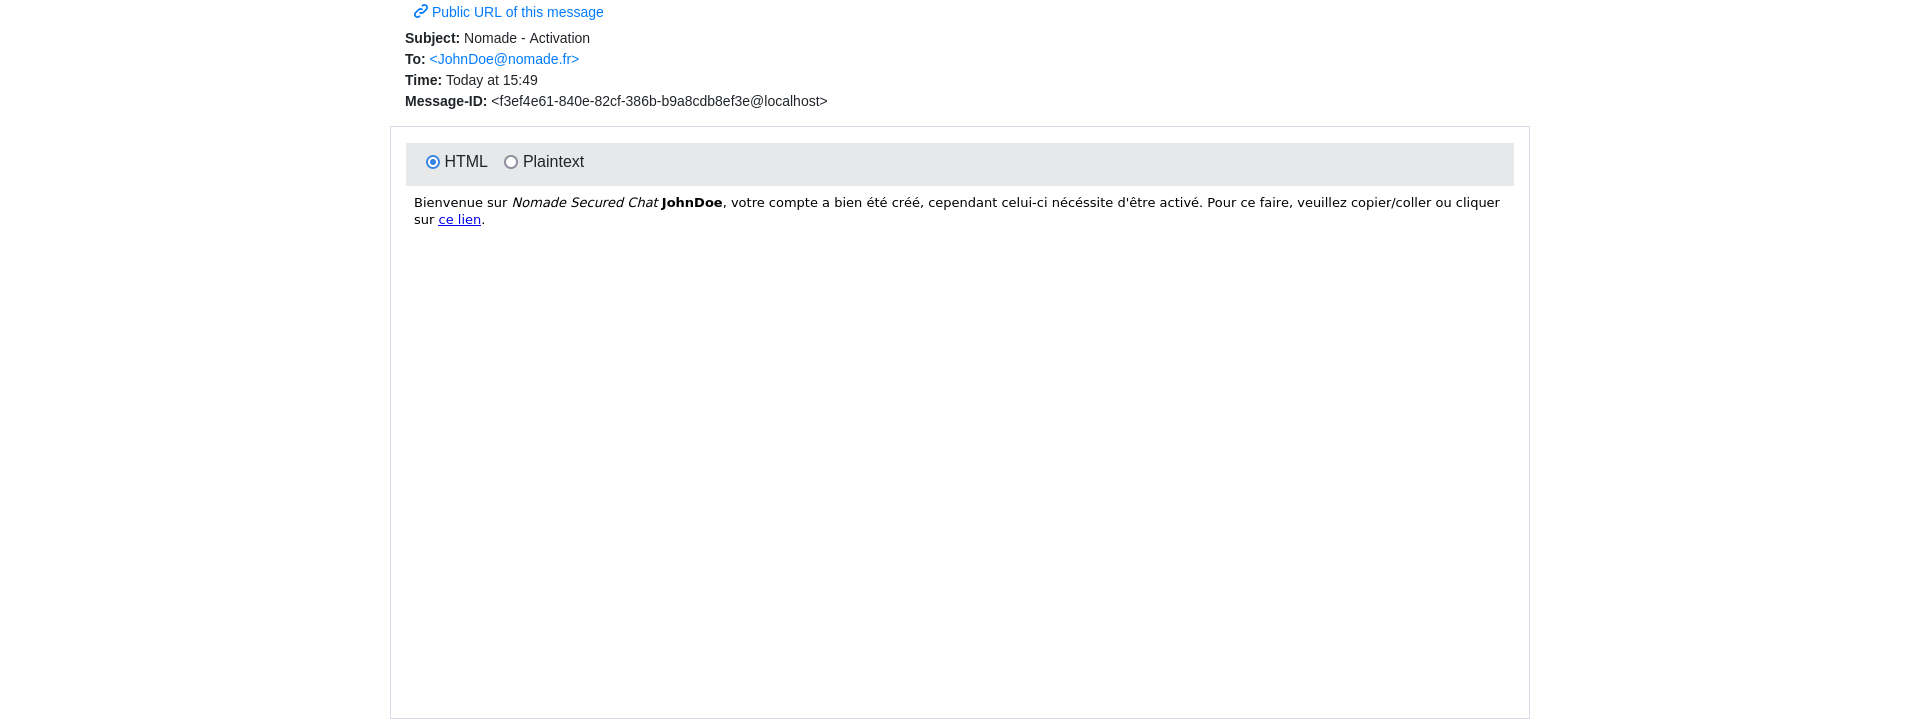 Public URL of this message
Subject: Nomade - Activation
To: <JohnDoe@nomade.fr>
Time: Today at 15:49
Message-ID: <f3ef4e61-840e-82cf-386b-b9a8cdb8ef3e@localhost>
HTML Plaintext
Bienvenue sur Nomade Secured Chat JohnDoe, votre compte a bien été créé, cependant celui-ci nécéssite d'être activé. Pour ce faire, veuillez copier/coller ou cliquer
sur ce lien.